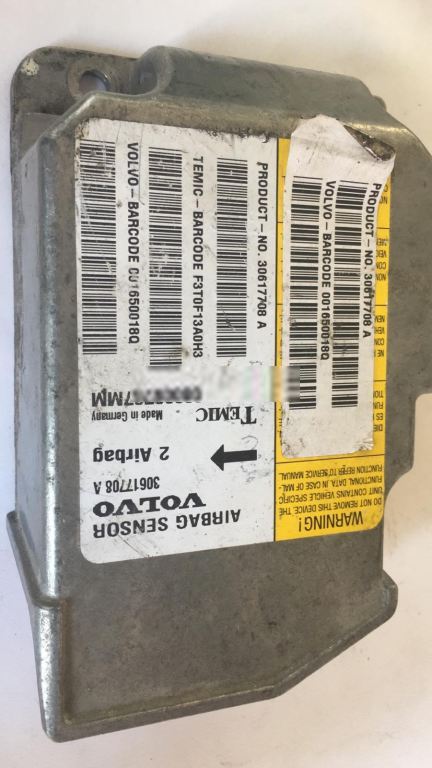 AIRBAG SENSOR
VOLVO
30617708 A
2 Airbag
TEMIC
Made in Germany
7MM
PRODUCT - NO. 30617708 A
TEMIC - BARCODE F3T0F13A0H3
VOLVO - BARCODE 001650018Q
WARNING!
DO NOT REMOVE THIS DEVICE. THE
UNIT CONTAINS VEHICLE SPECIFIC
FUNCTIONAL DATA. IN CASE OF MAL-
FUNCTION REFER TO SERVICE MANUAL
PRODUCT - NO. 30617708 A
VOLVO - BARCODE 001650018Q